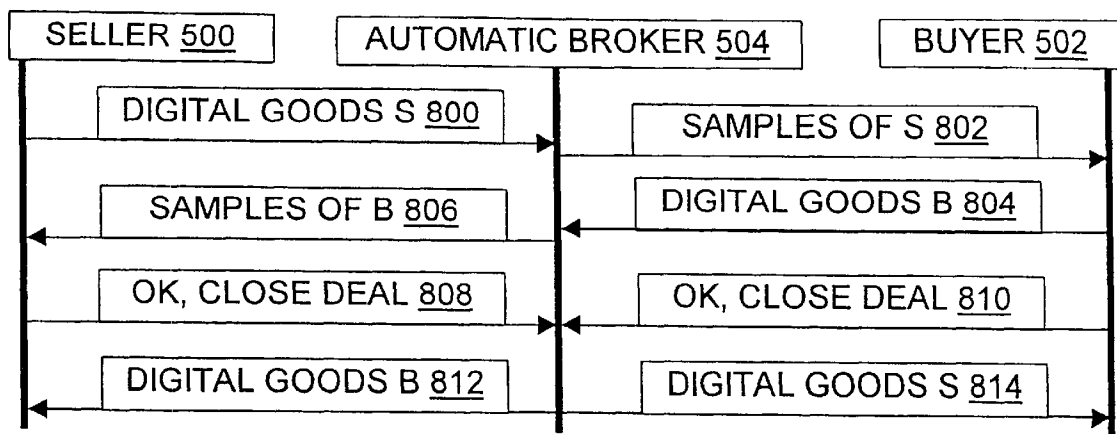 SELLER 500
AUTOMATIC BROKER 504
BUYER 502
DIGITAL GOODS S 800
SAMPLES OF S 802
DIGITAL GOODS B 804
SAMPLES OF B 806
OK, CLOSE DEAL 808
OK, CLOSE DEAL 810
DIGITAL GOODS B 812
DIGITAL GOODS S 814